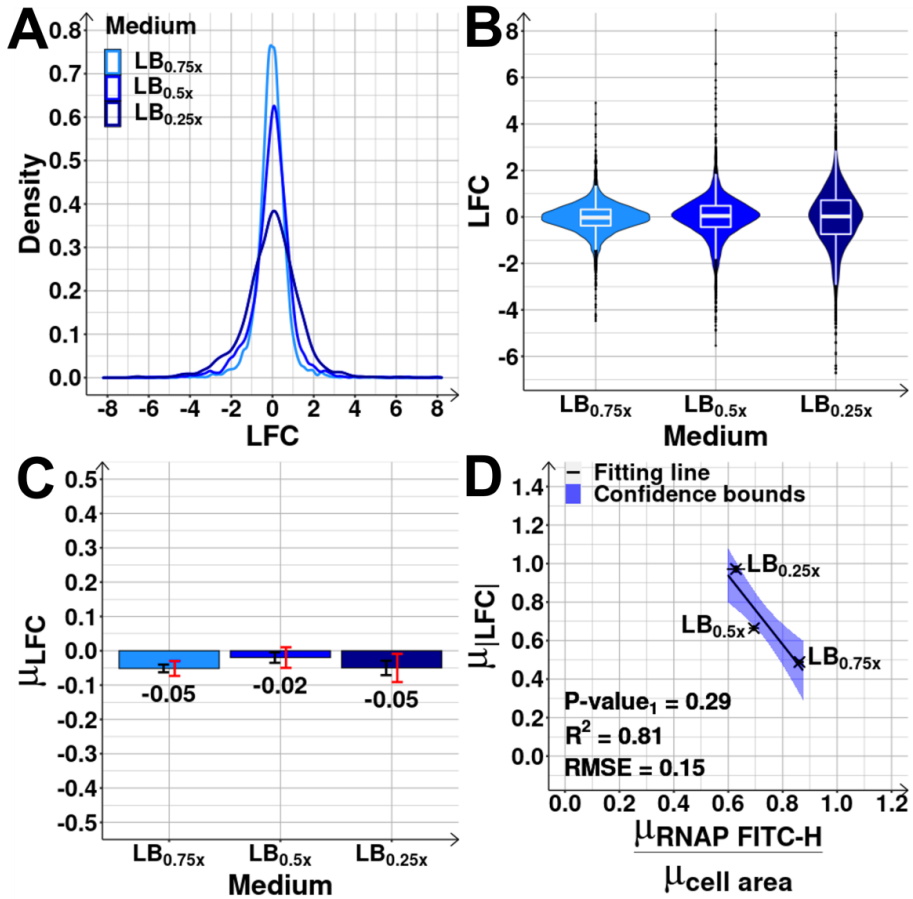 A
Medium
LB0.75x
LB0.5x
LB0.25x
Density
0.8
0.7
0.6
0.5
0.4
0.3
0.2
0.1
0.0
-8 -6 -4 -2 0 2 4 6 8
LFC
B
LFC
8
6
4
2
0
-2
-4
-6
LB0.75x LB0.5x LB0.25x
Medium
C
μLFC
0.5
0.4
0.3
0.2
0.1
0.0
-0.1
-0.2
-0.3
-0.4
-0.5
-0.05 -0.02 -0.05
LB0.75x LB0.5x LB0.25x
Medium
D
Fitting line
Confidence bounds
μ|LFC|
1.4
1.2
1.0
0.8
0.6
0.4
0.2
0.0
LB0.25x
LB0.5x
LB0.75x
P-value1 = 0.29
R2 = 0.81
RMSE = 0.15
0.0 0.2 0.4 0.6 0.8 1.0 1.2
μRNAP FITC-H
μcell area